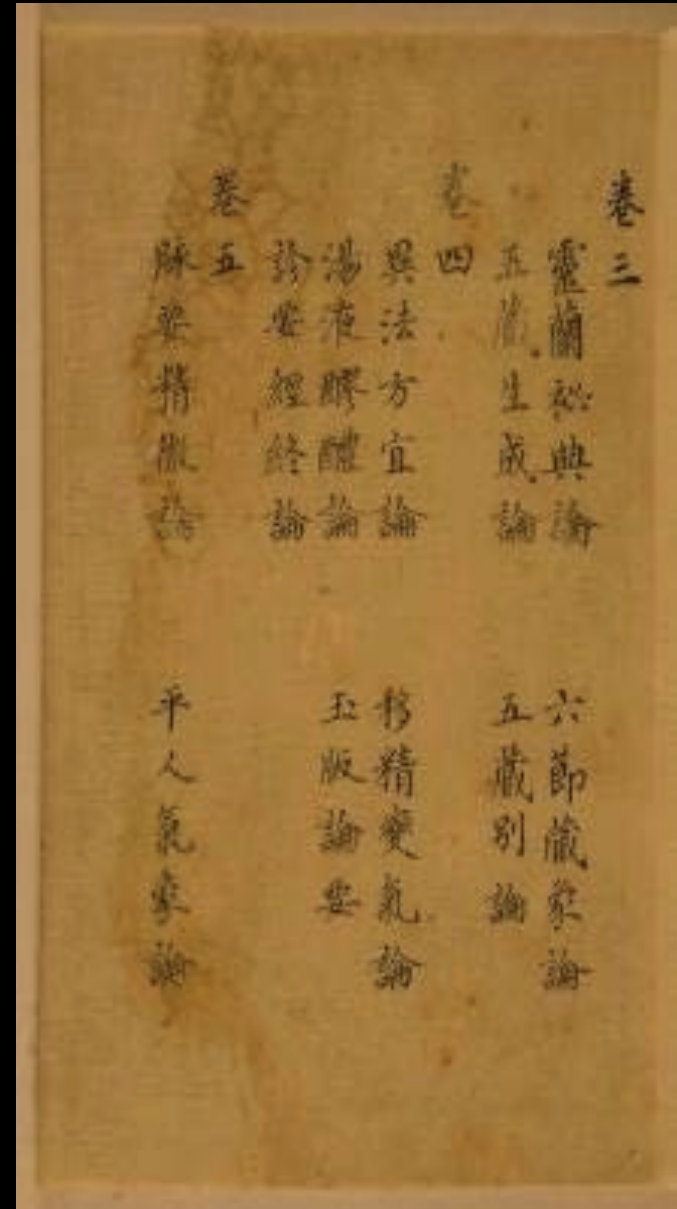 卷三
靈蘭祕典論 六節藏象論
五藏生成論 五藏別論
卷四
異法方宜論 移精變氣論
湯液醪醴論 玉版論要
診要經終論
卷五
脉要精微論 平人氣象論